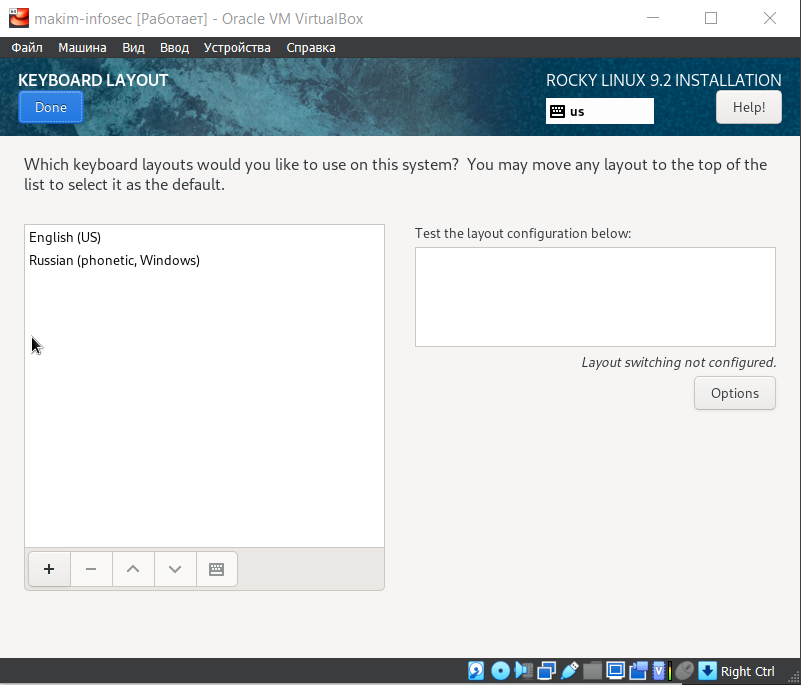 makim-infosec [Работает] - Oracle VM VirtualBox
Файл Машина Вид Ввод Устройства Справка
KEYBOARD LAYOUT
ROCKY LINUX 9.2 INSTALLATION
Done
us
Help!
Which keyboard layouts would you like to use on this system? You may move any layout to the top of the
list to select it as the default.
English (US)
Russian (phonetic, Windows)
Test the layout configuration below:
Layout switching not configured.
Options
Right Ctrl